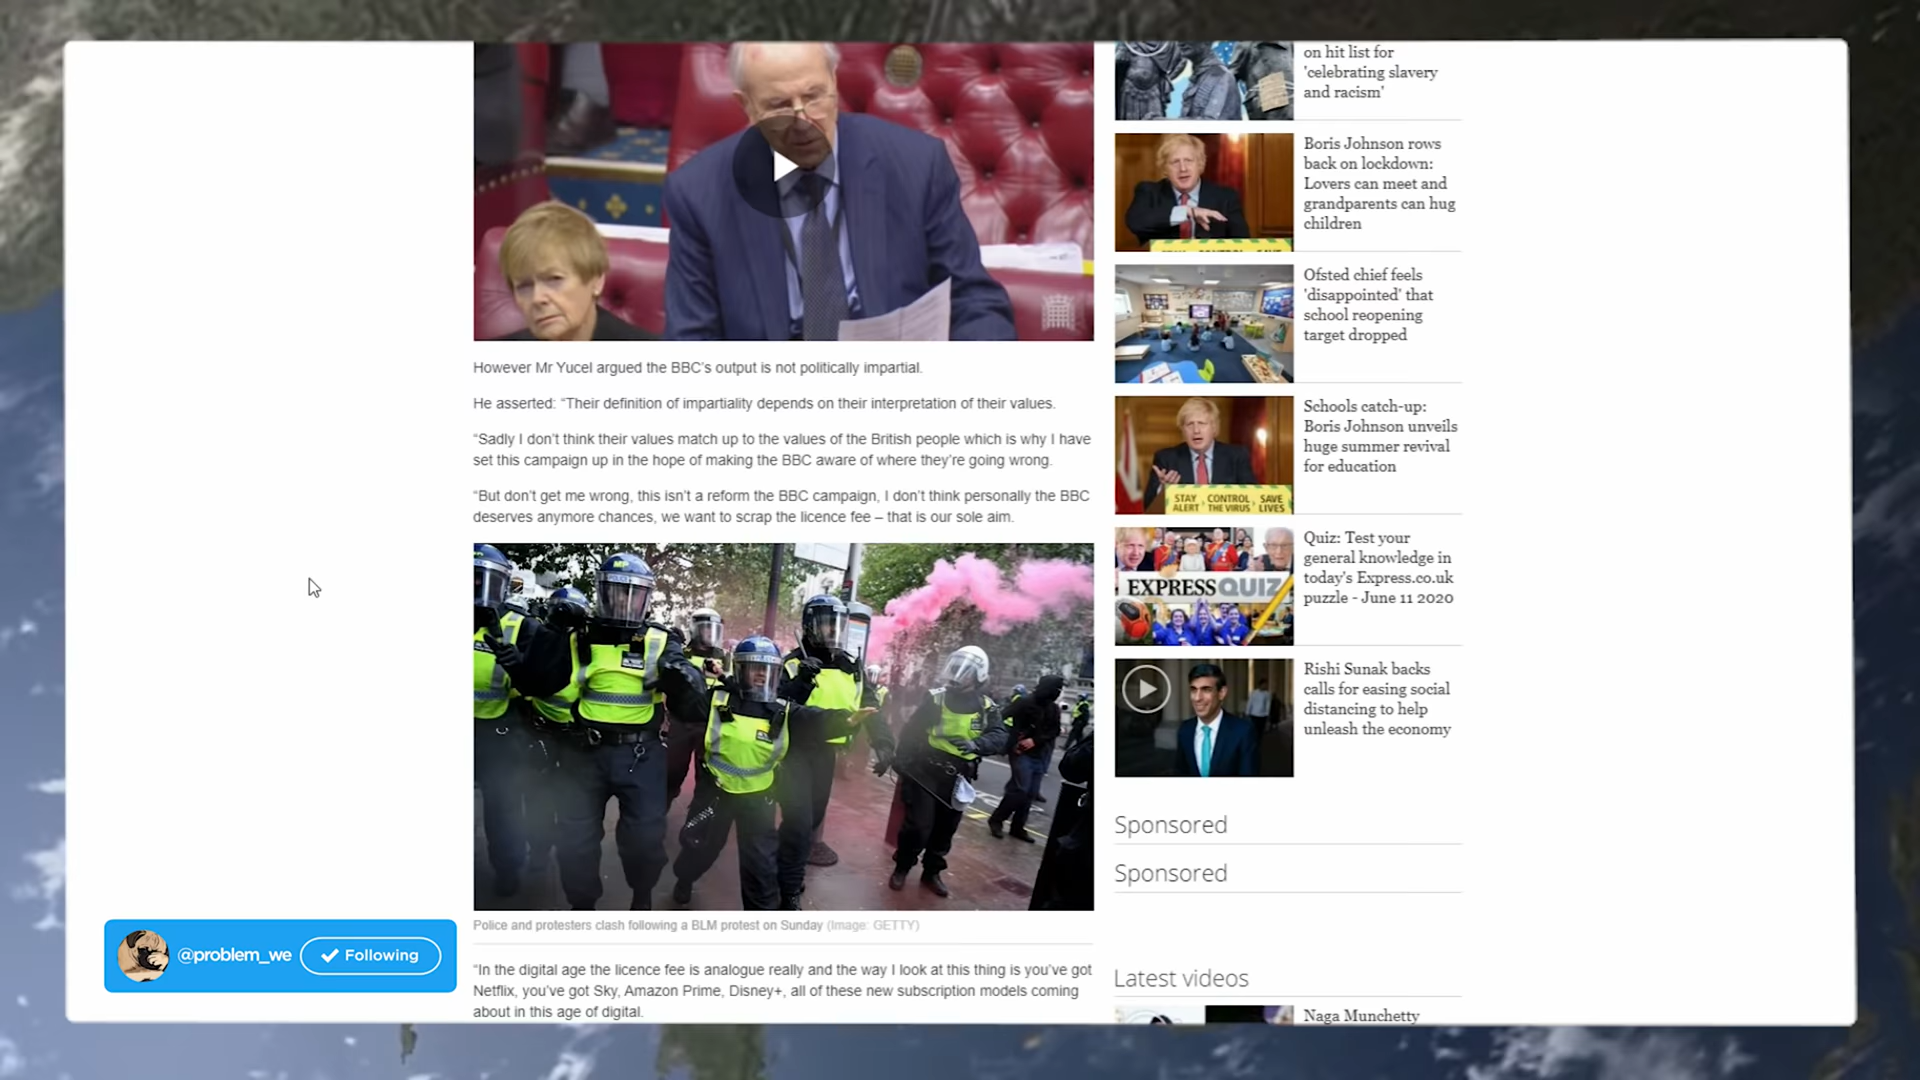 However Mr Yucel argued the BBC's output is not politically impartial.
He asserted: “Their definition of impartiality depends on their interpretation of their values.
“Sadly I don't think their values match up to the values of the British people which is why I have
set this campaign up in the hope of making the BBC aware of where they're going wrong.
“But don't get me wrong, this isn't a reform the BBC campaign, I don't think personally the BBC
deserves anymore chances, we want to scrap the licence fee – that is our sole aim.
MP
Police and protesters clash following a BLM protest on Sunday (Image: GETTY)
“In the digital age the licence fee is analogue really and the way I look at this thing is you've got
Netflix, you've got Sky, Amazon Prime, Disney+, all of these new subscription models coming
about in this age of digital.
on hit list for
'celebrating slavery
and racism'
Boris Johnson rows
back on lockdown:
Lovers can meet and
grandparents can hug
children
Ofsted chief feels
'disappointed' that
school reopening
target dropped
Schools catch-up:
Boris Johnson unveils
huge summer revival
for education
STAY CONTROL SAVE
ALERT THE VIRUS LIVES
Quiz: Test your
general knowledge in
today's Express.co.uk
puzzle - June 11 2020
EXPRESS QUIZ
Rishi Sunak backs
calls for easing social
distancing to help
unleash the economy
Sponsored
Sponsored
Latest videos
Naga Munchetty
@problem_we
Following